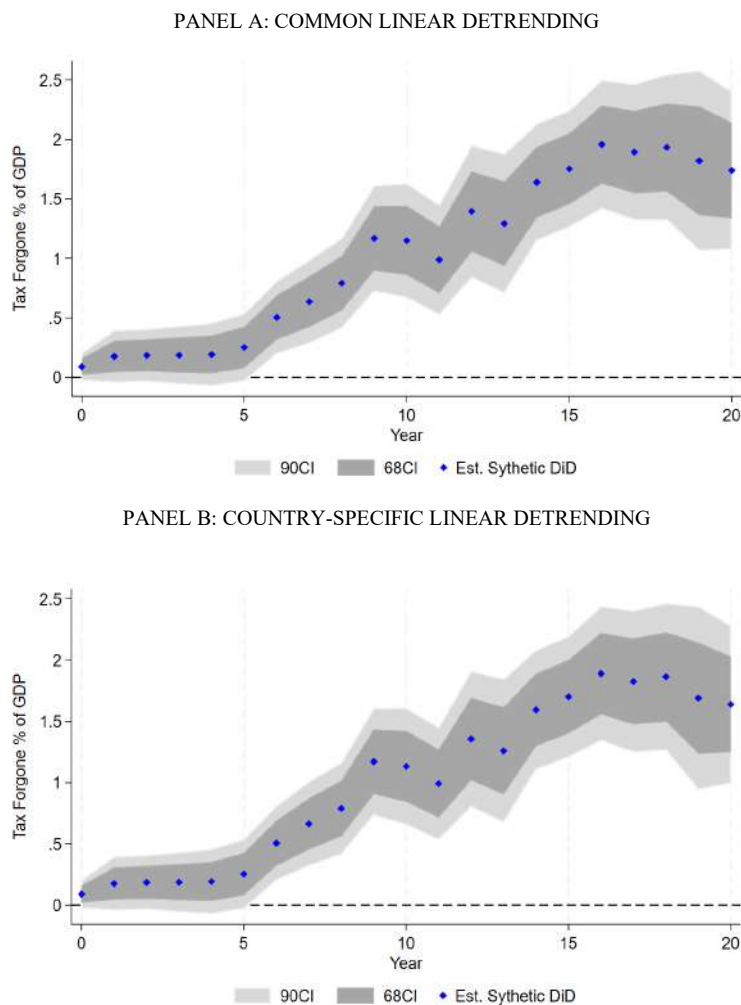 PANEL A: COMMON LINEAR DETRENDING
2.5
2
1.5
1
.5
0
Tax Forgone % of GDP
0 5 10 15 20
Year
90CI 68CI Est. Sythetic DiD
PANEL B: COUNTRY-SPECIFIC LINEAR DETRENDING
2.5
2
1.5
1
.5
0
Tax Forgone % of GDP
0 5 10 15 20
Year
90CI 68CI Est. Sythetic DiD